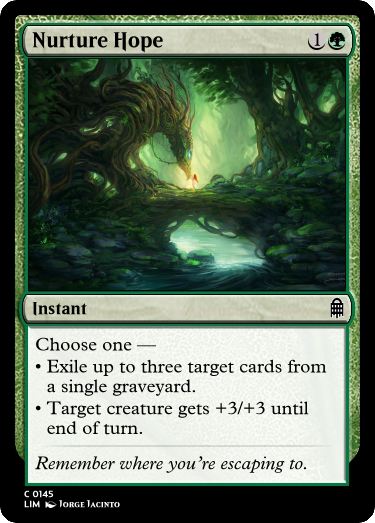 Nurture Hope 1
Instant
Choose one —
• Exile up to three target cards from
a single graveyard.
• Target creature gets +3/+3 until
end of turn.
Remember where you're escaping to.
C 0145
LIM Jorge Jacinto